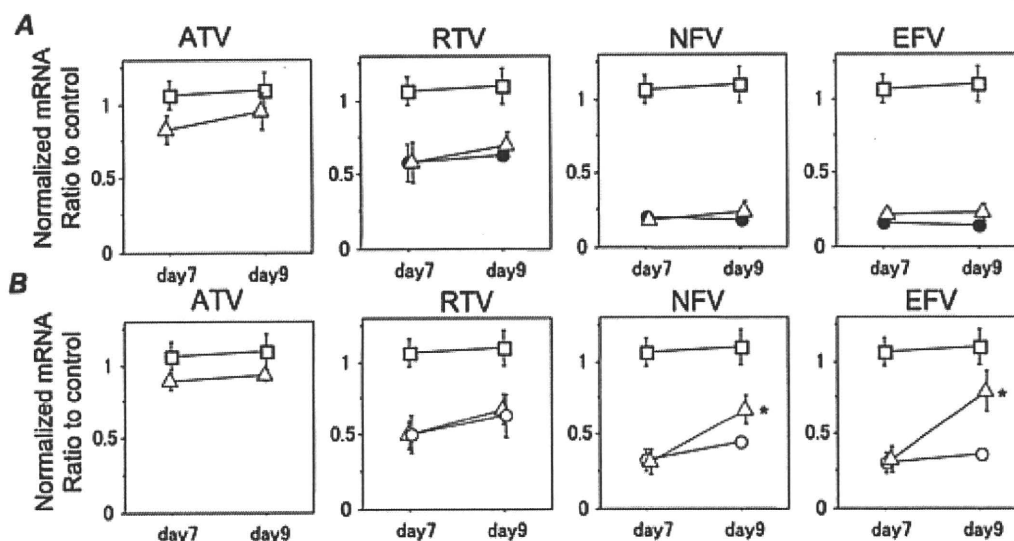 A
ATV RTV NFV EFV
Normalized mRNA
Ratio to control
1 1 1 1
0.5 0.5 0.5 0.5
0 0 0 0
day7 day9 day7 day9 day7 day9 day7 day9
B
ATV RTV NFV EFV
Normalized mRNA
Ratio to control
1 1 1 1
* *
0.5 0.5 0.5 0.5
0 0 0 0
day7 day9 day7 day9 day7 day9 day7 day9